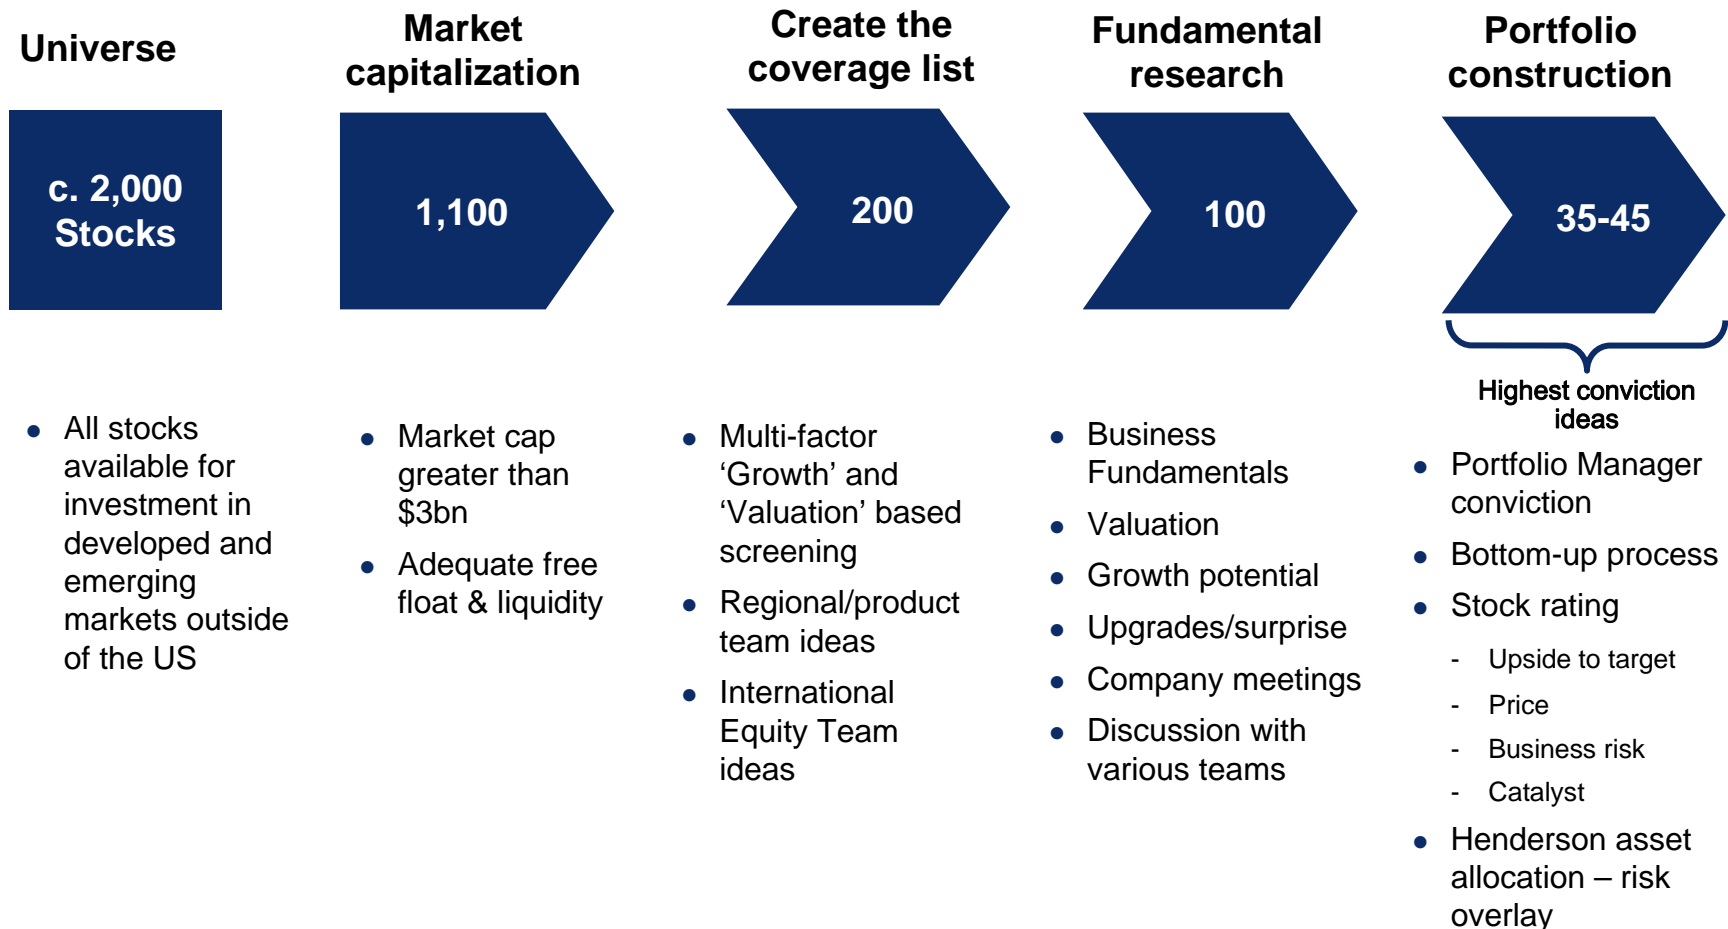 Universe
c. 2,000
Stocks
● All stocks
available for
investment in
developed and
emerging
markets outside
of the US
Market
capitalization
1,100
● Market cap
greater than
$3bn
● Adequate free
float & liquidity
Create the
coverage list
200
● Multi-factor
‘Growth’ and
‘Valuation’ based
screening
● Regional/product
team ideas
● International
Equity Team
ideas
Fundamental
research
100
● Business
Fundamentals
● Valuation
● Growth potential
● Upgrades/surprise
● Company meetings
● Discussion with
various teams
Portfolio
construction
35-45
Highest conviction
ideas
● Portfolio Manager
conviction
● Bottom-up process
● Stock rating
- Upside to target
- Price
- Business risk
- Catalyst
● Henderson asset
allocation – risk
overlay